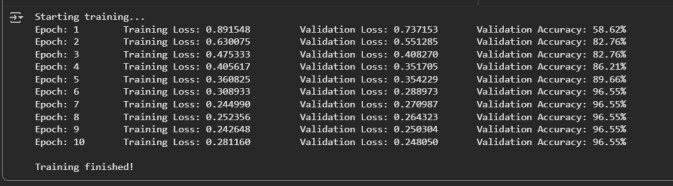 Starting training...
Epoch: 1 Training Loss: 0.891548 Validation Loss: 0.737153 Validation Accuracy: 58.62%
Epoch: 2 Training Loss: 0.630075 Validation Loss: 0.551285 Validation Accuracy: 82.76%
Epoch: 3 Training Loss: 0.475333 Validation Loss: 0.408270 Validation Accuracy: 82.76%
Epoch: 4 Training Loss: 0.405617 Validation Loss: 0.351705 Validation Accuracy: 86.21%
Epoch: 5 Training Loss: 0.360825 Validation Loss: 0.354229 Validation Accuracy: 89.66%
Epoch: 6 Training Loss: 0.308933 Validation Loss: 0.288973 Validation Accuracy: 96.55%
Epoch: 7 Training Loss: 0.244990 Validation Loss: 0.270987 Validation Accuracy: 96.55%
Epoch: 8 Training Loss: 0.252356 Validation Loss: 0.264323 Validation Accuracy: 96.55%
Epoch: 9 Training Loss: 0.242648 Validation Loss: 0.250304 Validation Accuracy: 96.55%
Epoch: 10 Training Loss: 0.281160 Validation Loss: 0.248050 Validation Accuracy: 96.55%
Training finished!